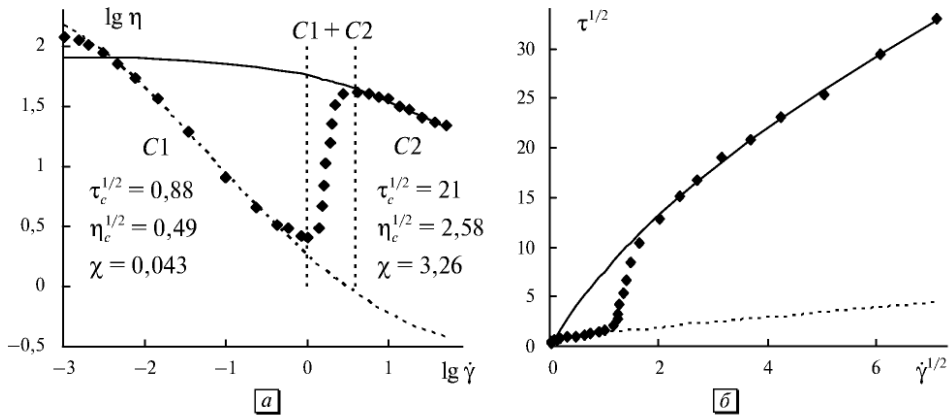 lg η
C1 + C2
2
1,5
1
0,5
0
−0,5
C1
τc^1/2 = 0,88
ηc^1/2 = 0,49
χ = 0,043
C2
τc^1/2 = 21
ηc^1/2 = 2,58
χ = 3,26
−3 −2 −1 0 1 lg γ̇
а
τ^1/2
30
25
20
15
10
5
0
0 2 4 6 γ̇^1/2
б